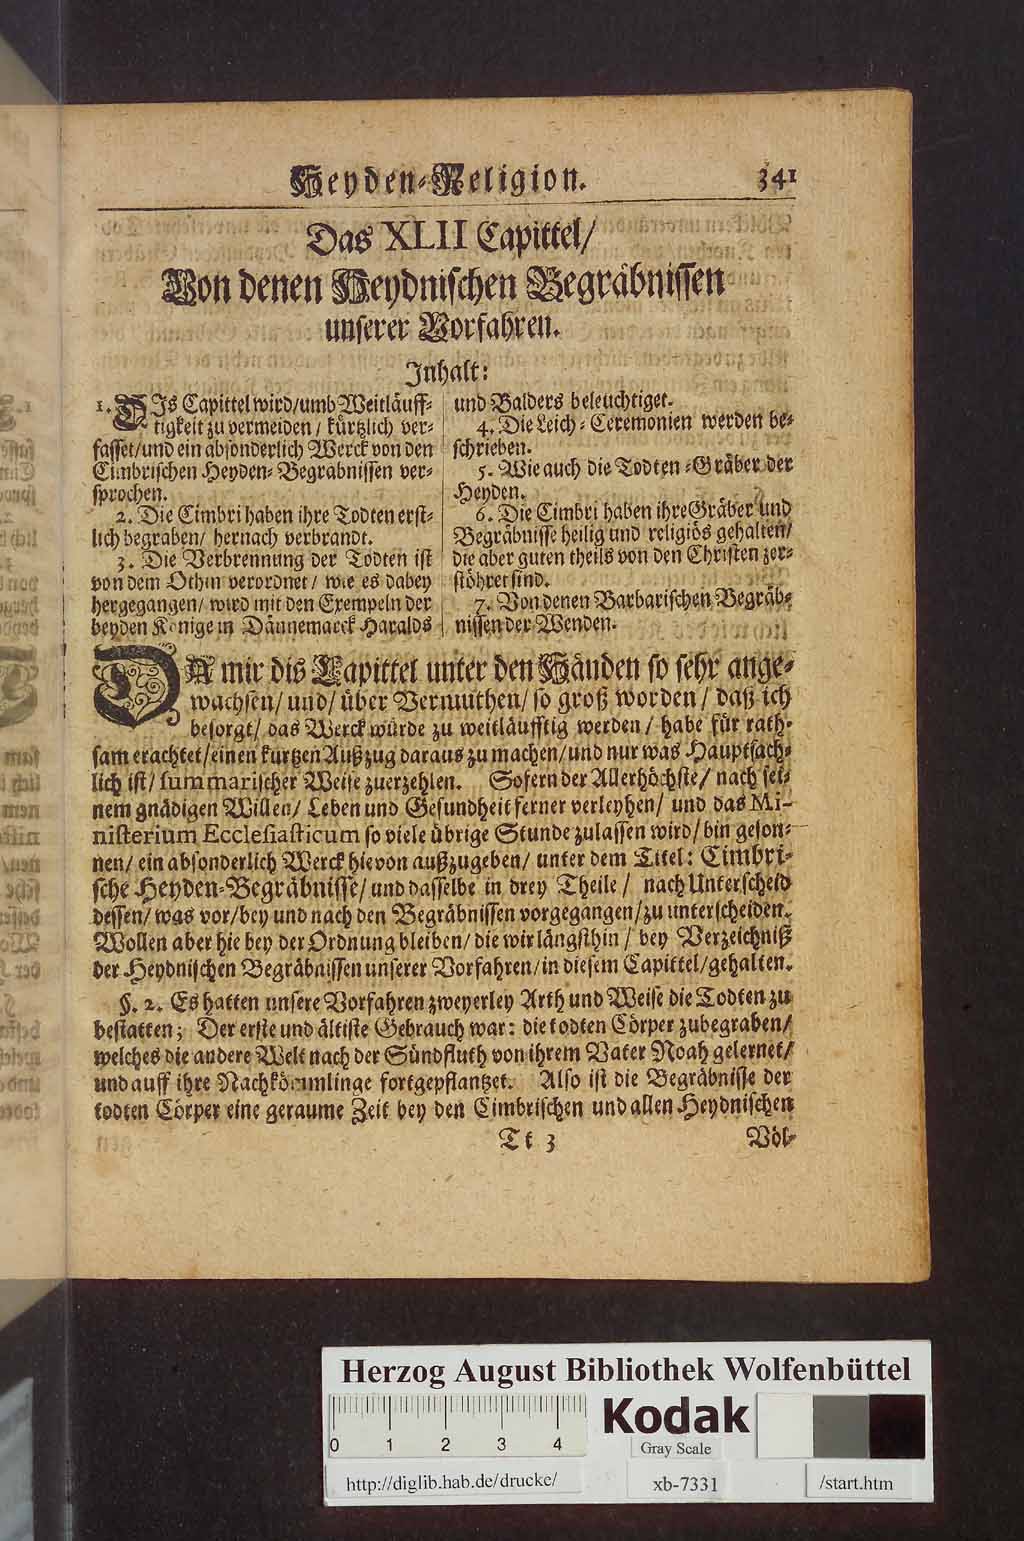 Heyden-Religion. 341
Das XLII Capittel/
Von denen Heydnischen Begräbnissen
unserer Vorfahren.
Inhalt:
1. DIs Capittel wird/umb Weitläuff-
tigkeit zu vermeiden/ kürtzlich ver-
fasset/und ein absonderlich Werck von den
Cimbrischen Heyden-Begräbnissen ver-
sprochen.
2. Die Cimbri haben ihre Todten erst-
lich begraben/ hernach verbrandt.
3. Die Verbrennung der Todten ist
von dem Othin verordnet/ wie es dabey
hergegangen/ wird mit den Exempeln der
beyden Könige in Dännemarck Haralds
und Balders beleuchtiget.
4. Die Leich-Ceremonien werden be-
schrieben.
5. Wie auch die Todten-Gräber der
Heyden.
6. Die Cimbri haben ihre Gräber und
Begräbnisse heilig und religiös gehalten/
die aber guten theils von den Christen zer-
stöhret sind.
7. Von denen Barbarischen Begräb-
nissen der Wenden.
DA mir dis Capittel unter den Händen so sehr ange-
wachsen/ und/ über Vermuthen/ so groß worden/ daß ich
besorgt/ das Werck würde zu weitläufftig werden/ habe für rath-
sam erachtet/einen kurtzen Außzug daraus zu machen/und nur was Hauptsäch-
lich ist/ summarischer Weise zuerzehlen. Sofern der Allerhöchste/ nach sei-
nem gnädigen Willen/ Leben und Gesundheit ferner verleyhen/ und das Mi-
nisterium Ecclesiasticum so viele übrige Stunde zulassen wird/ bin geson-
nen/ ein absonderlich Werck hievon außzugeben/ unter dem Titel: Cimbri-
sche Heyden-Begräbnisse/ und dasselbe in drey Theile/ nach Unterscheid
dessen/ was vor/bey und nach den Begräbnissen vorgegangen/zu unterscheiden.
Wollen aber hie bey der Ordnung bleiben/ die wir längsthin/ bey Verzeichniß
der Heydnischen Begräbnissen unserer Vorfahren/in diesem Capittel/gehalten.
§. 2. Es hatten unsere Vorfahren zweyerley Arth und Weise die Todten zu
bestatten; Der erste und ältiste Gebrauch war: die todten Cörper zubegraben/
welches die andere Welt nach der Sündfluth von ihrem Vater Noah gelernet/
und auff ihre Nachkömmlinge fortgepflantzet. Also ist die Begräbnisse der
todten Cörper eine geraume Zeit bey den Cimbrischen und allen Heydnischen
Tt 3 Völ-
Herzog August Bibliothek Wolfenbüttel
0 1 2 3 4
Kodak
Gray Scale
http://diglib.hab.de/drucke/ xb-7331 /start.htm